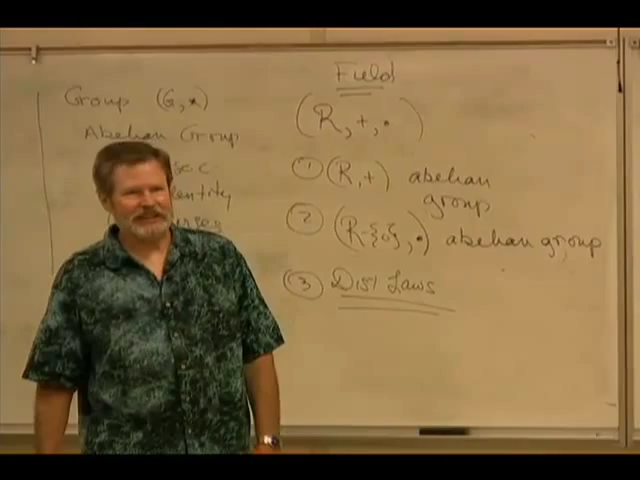 Group (G, *)
Abelian Group
Field
(R, +, •)
① (R, +) abelian
group
② (R-{0}, •) abelian group
③ Dist Laws